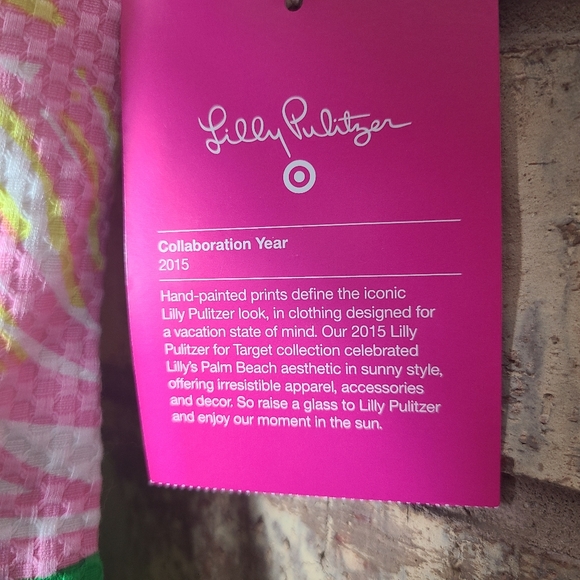 Lilly Pulitzer
Collaboration Year
2015
Hand-painted prints define the iconic
Lilly Pulitzer look, in clothing designed for
a vacation state of mind. Our 2015 Lilly
Pulitzer for Target collection celebrated
Lilly's Palm Beach aesthetic in sunny style,
offering irresistible apparel, accessories
and decor. So raise a glass to Lilly Pulitzer
and enjoy our moment in the sun.